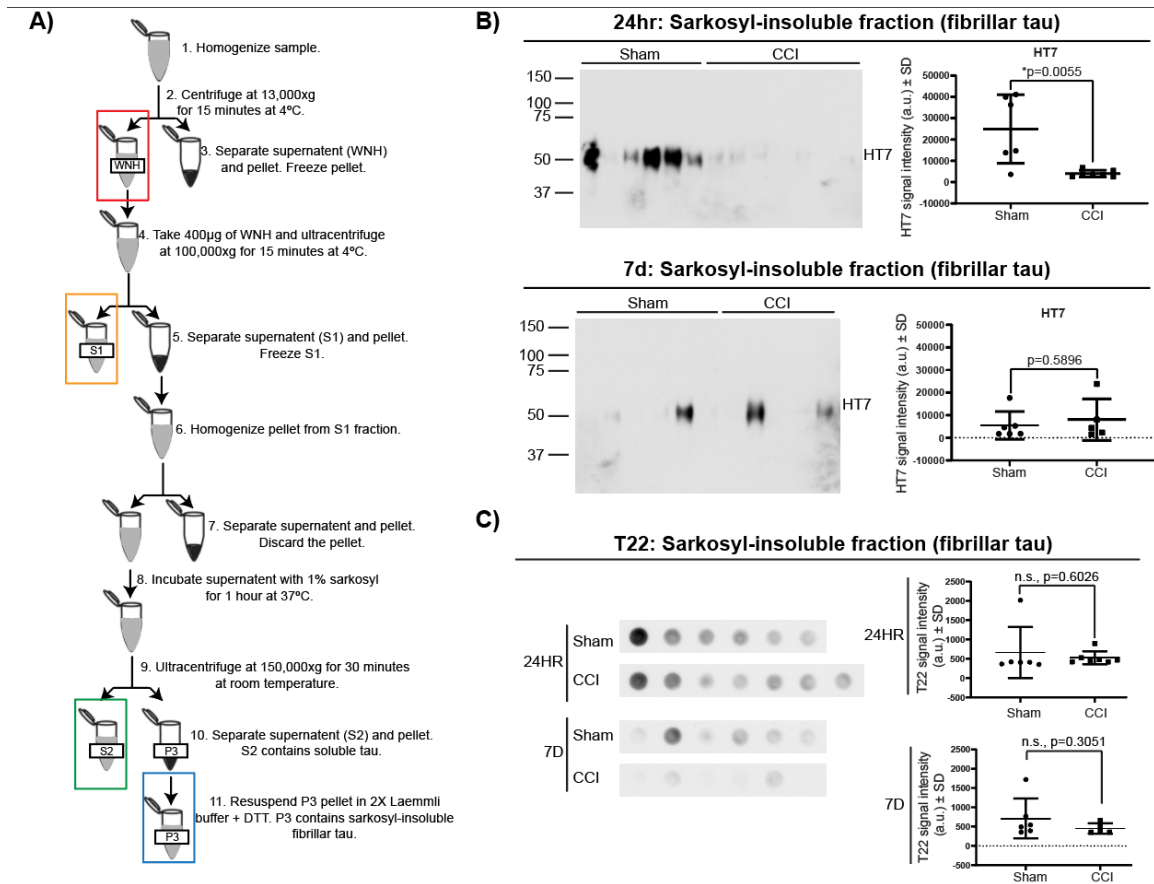 A)
1. Homogenize sample.
2. Centrifuge at 13,000xg
for 15 minutes at 4ºC.
WNH
3. Separate supernatent (WNH)
and pellet. Freeze pellet.
4. Take 400µg of WNH and ultracentrifuge
at 100,000xg for 15 minutes at 4ºC.
S1
5. Separate supernatent (S1) and pellet.
Freeze S1.
6. Homogenize pellet from S1 fraction.
7. Separate supernatent and pellet.
Discard the pellet.
8. Incubate supernatent with 1% sarkosyl
for 1 hour at 37ºC.
9. Ultracentrifuge at 150,000xg for 30 minutes
at room temperature.
S2
P3
10. Separate supernatent (S2) and pellet.
S2 contains soluble tau.
11. Resuspend P3 pellet in 2X Laemmli
buffer + DTT. P3 contains sarkosyl-insoluble
fibrillar tau.
P3
B)
24hr: Sarkosyl-insoluble fraction (fibrillar tau)
Sham
CCI
150
100
75
50
37
HT7
HT7
*p=0.0055
HT7 signal intensity (a.u.) ± SD
50000
40000
30000
20000
10000
0
-10000
Sham
CCI
7d: Sarkosyl-insoluble fraction (fibrillar tau)
Sham
CCI
150
100
75
50
37
HT7
HT7
p=0.5896
HT7 signal intensity (a.u.) ± SD
50000
40000
30000
20000
10000
0
-10000
Sham
CCI
C)
T22: Sarkosyl-insoluble fraction (fibrillar tau)
24HR
Sham
CCI
7D
Sham
CCI
24HR
T22 signal intensity
(a.u.) ± SD
n.s., p=0.6026
2500
2000
1500
1000
500
0
-500
Sham
CCI
7D
T22 signal intensity
(a.u.) ± SD
n.s., p=0.3051
2500
2000
1500
1000
500
0
-500
Sham
CCI